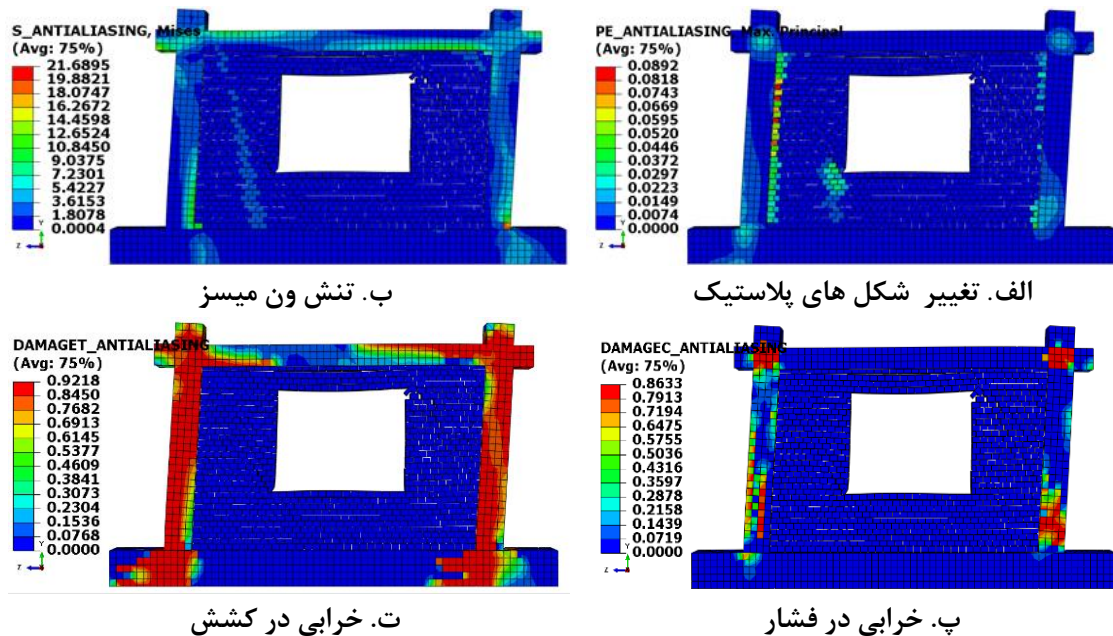 S_ANTIALIASING, Mises
(Avg: 75%)
21.6895
19.8821
18.0747
16.2672
14.4598
12.6524
10.8450
9.0375
7.2301
5.4227
3.6153
1.8078
0.0004
Y
Z
ب. تنش ون میسز
PE_ANTIALIASING, Max. Principal
(Avg: 75%)
0.0892
0.0818
0.0743
0.0669
0.0595
0.0520
0.0446
0.0372
0.0297
0.0223
0.0149
0.0074
0.0000
Y
Z
الف. تغییر شکل های پلاستیک
DAMAGET_ANTIALIASING
(Avg: 75%)
0.9218
0.8450
0.7682
0.6913
0.6145
0.5377
0.4609
0.3841
0.3073
0.2304
0.1536
0.0768
0.0000
Y
Z
ت. خرابی در کشش
DAMAGEC_ANTIALIASING
(Avg: 75%)
0.8633
0.7913
0.7194
0.6475
0.5755
0.5036
0.4316
0.3597
0.2878
0.2158
0.1439
0.0719
0.0000
Y
Z
پ. خرابی در فشار